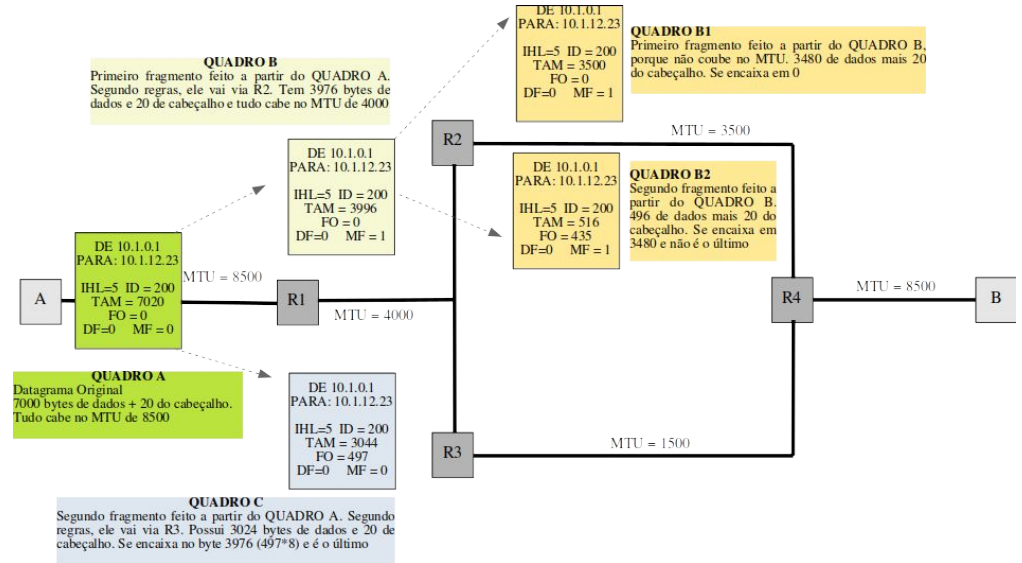 DE 10.1.0.1
PARA: 10.1.12.23
IHL=5 ID = 200
TAM = 3500
FO = 0
DF=0 MF = 1
QUADRO B1
Primeiro fragmento feito a partir do QUADRO B,
porque não coube no MTU. 3480 de dados mais 20
do cabeçalho. Se encaixa em 0
QUADRO B
Primeiro fragmento feito a partir do QUADRO A.
Segundo regras, ele vai via R2. Tem 3976 bytes de
dados e 20 de cabeçalho e tudo cabe no MTU de 4000
R2
MTU = 3500
DE 10.1.0.1
PARA: 10.1.12.23
IHL=5 ID = 200
TAM = 3996
FO = 0
DF=0 MF = 1
DE 10.1.0.1
PARA: 10.1.12.23
IHL=5 ID = 200
TAM = 516
FO = 435
DF=0 MF = 1
QUADRO B2
Segundo fragmento feito a
partir do QUADRO B.
496 de dados mais 20 do
cabeçalho. Se encaixa em
3480 e não é o último
A
DE 10.1.0.1
PARA: 10.1.12.23
IHL=5 ID = 200
TAM = 7020
FO = 0
DF=0 MF = 0
MTU = 8500
R1
MTU = 4000
R4
MTU = 8500
B
QUADRO A
Datagrama Original
7000 bytes de dados + 20 do cabeçalho.
Tudo cabe no MTU de 8500
DE 10.1.0.1
PARA: 10.1.12.23
IHL=5 ID = 200
TAM = 3044
FO = 497
DF=0 MF = 0
R3
MTU = 1500
QUADRO C
Segundo fragmento feito a partir do QUADRO A. Segundo
regras, ele vai via R3. Possui 3024 bytes de dados e 20 de
cabeçalho. Se encaixa no byte 3976 (497*8) e é o último